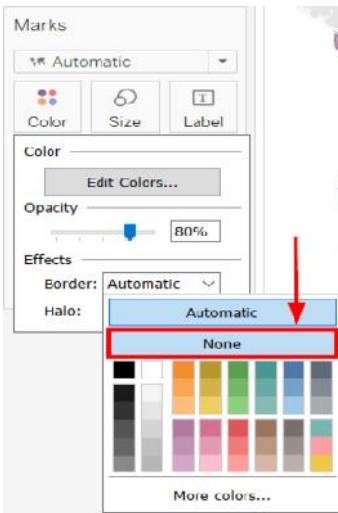 Marks
Automatic
Color Size Label
Color
Edit Colors...
Opacity
80%
Effects
Border: Automatic
Halo:
Automatic
None
More colors...